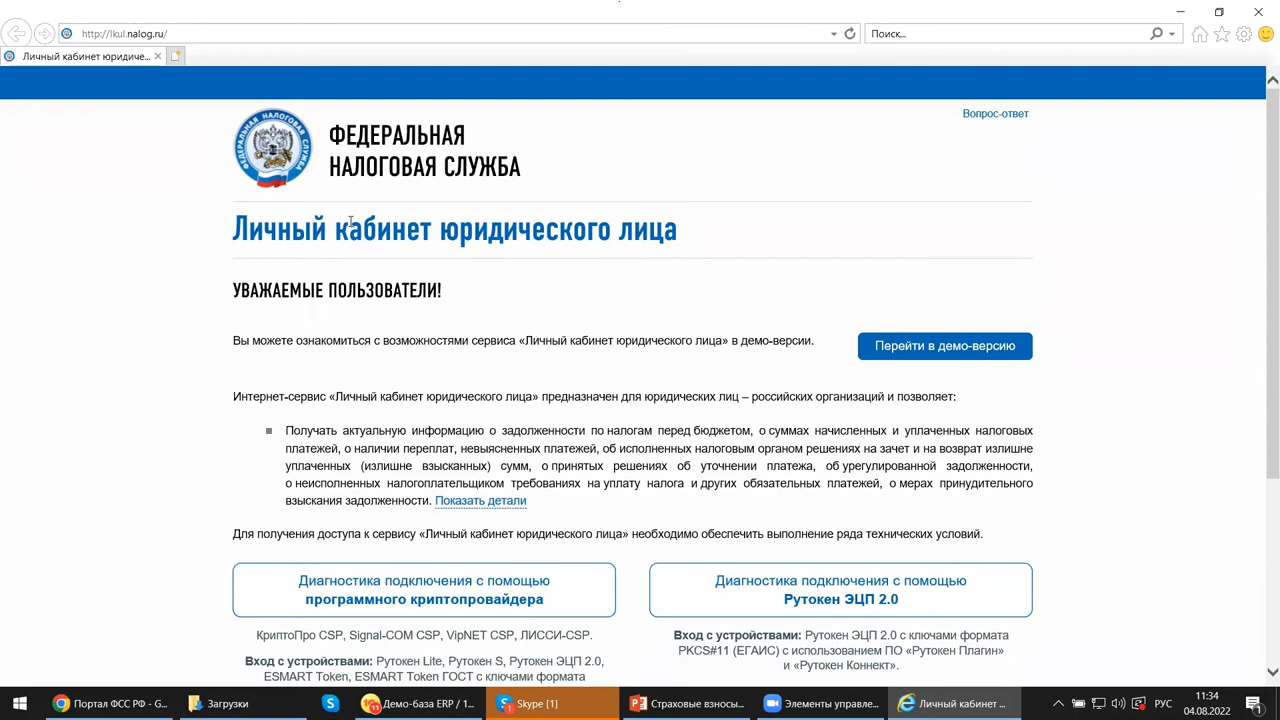 http://lkul.nalog.ru/
Поиск...
Личный кабинет юридиче...
Вопрос-ответ
ФЕДЕРАЛЬНАЯ
НАЛОГОВАЯ СЛУЖБА
ФЕДЕРАЛЬНАЯ НАЛОГОВАЯ СЛУЖБА
Личный кабинет юридического лица
УВАЖАЕМЫЕ ПОЛЬЗОВАТЕЛИ!
Вы можете ознакомиться с возможностями сервиса «Личный кабинет юридического лица» в демо-версии.
Перейти в демо-версию
Интернет-сервис «Личный кабинет юридического лица» предназначен для юридических лиц – российских организаций и позволяет:
Получать актуальную информацию о задолженности по налогам перед бюджетом, о суммах начисленных и уплаченных налоговых
платежей, о наличии переплат, невыясненных платежей, об исполненных налоговым органом решениях на зачет и на возврат излишне
уплаченных (излишне взысканных) сумм, о принятых решениях об уточнении платежа, об урегулированной задолженности,
о неисполненных налогоплательщиком требованиях на уплату налога и других обязательных платежей, о мерах принудительного
взыскания задолженности. Показать детали
Для получения доступа к сервису «Личный кабинет юридического лица» необходимо обеспечить выполнение ряда технических условий.
Диагностика подключения с помощью
программного криптопровайдера
КриптоПро CSP, Signal-COM CSP, VipNET CSP, ЛИССИ-CSP.
Вход с устройствами: Рутокен Lite, Рутокен S, Рутокен ЭЦП 2.0,
ESMART Token, ESMART Token ГОСТ с ключами формата
Диагностика подключения с помощью
Рутокен ЭЦП 2.0
Вход с устройствами: Рутокен ЭЦП 2.0 с ключами формата
PKCS#11 (ЕГАИС) с использованием ПО «Рутокен Плагин»
и «Рутокен Коннект».
Портал ФСС РФ - G...
Загрузки
Демо-база ERP / 1...
Skype [1]
Страховые взносы...
Элементы управле...
Личный кабинет ...
РУС
11:34
04.08.2022